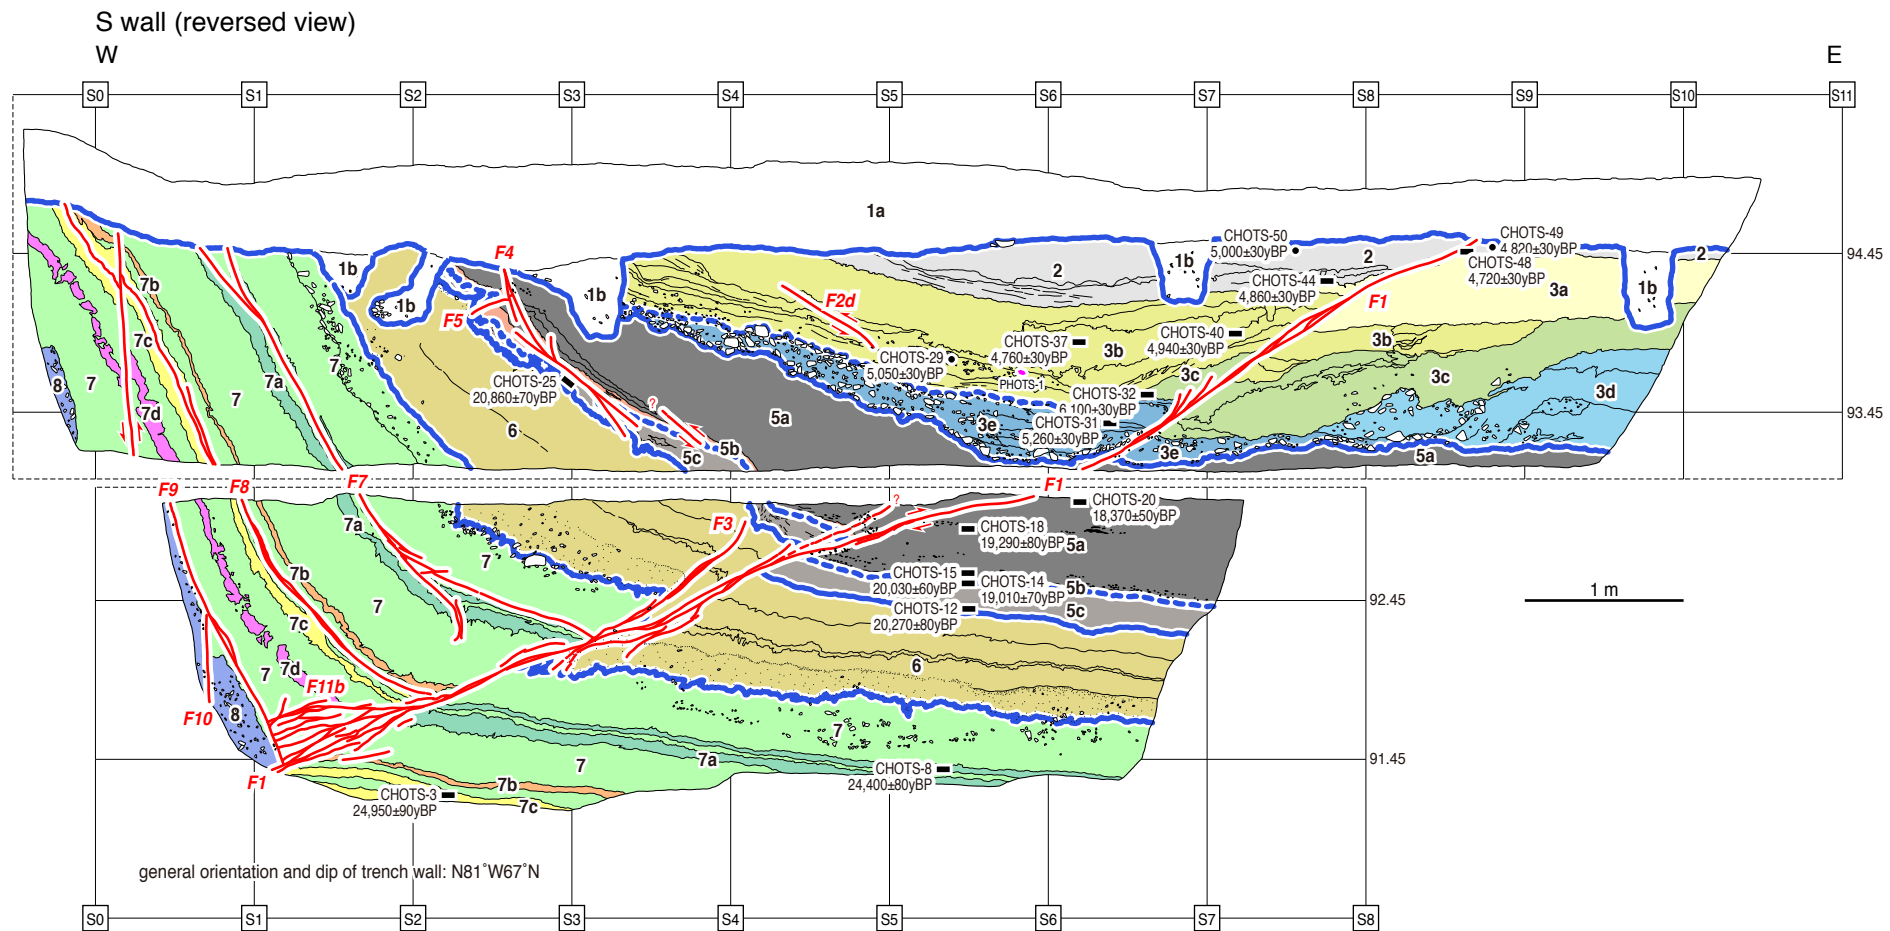 S wall (reversed view)
W
E
S0 S1 S2 S3 S4 S5 S6 S7 S8 S9 S10 S11
1a
CHOTS-50
5,000±30yBP
CHOTS-49
4,820±30yBP
F4
2
94.45
7b
1b
1b
1b
2
1b
2
CHOTS-48
4,720±30yBP
CHOTS-44
4,860±30yBP
3a
1b
F5
F2d
F1
7c
CHOTS-37
4,760±30yBP
CHOTS-40
4,940±30yBP
3b
3b
CHOTS-29
5,050±30yBP
PHOTS-1
3c
3c
3d
8
7
7a
7
7
7d
CHOTS-25
20,860±70yBP
?
5a
CHOTS-32
6,100±30yBP
93.45
CHOTS-31
5,260±30yBP
3e
3e
6
5b
5c
5a
F9
F8
F7
?
F1
CHOTS-20
18,370±50yBP
7a
F3
CHOTS-18
19,290±80yBP
5a
7
7b
CHOTS-15
20,030±60yBP
CHOTS-14
19,010±70yBP
5b
1 m
7
CHOTS-12
20,270±80yBP
5c
92.45
7c
7
7d
6
F11b
F10
8
7
7
7a
91.45
F1
CHOTS-8
24,400±80yBP
7b
CHOTS-3
24,950±90yBP
7c
general orientation and dip of trench wall: N81°W67°N
S0 S1 S2 S3 S4 S5 S6 S7 S8